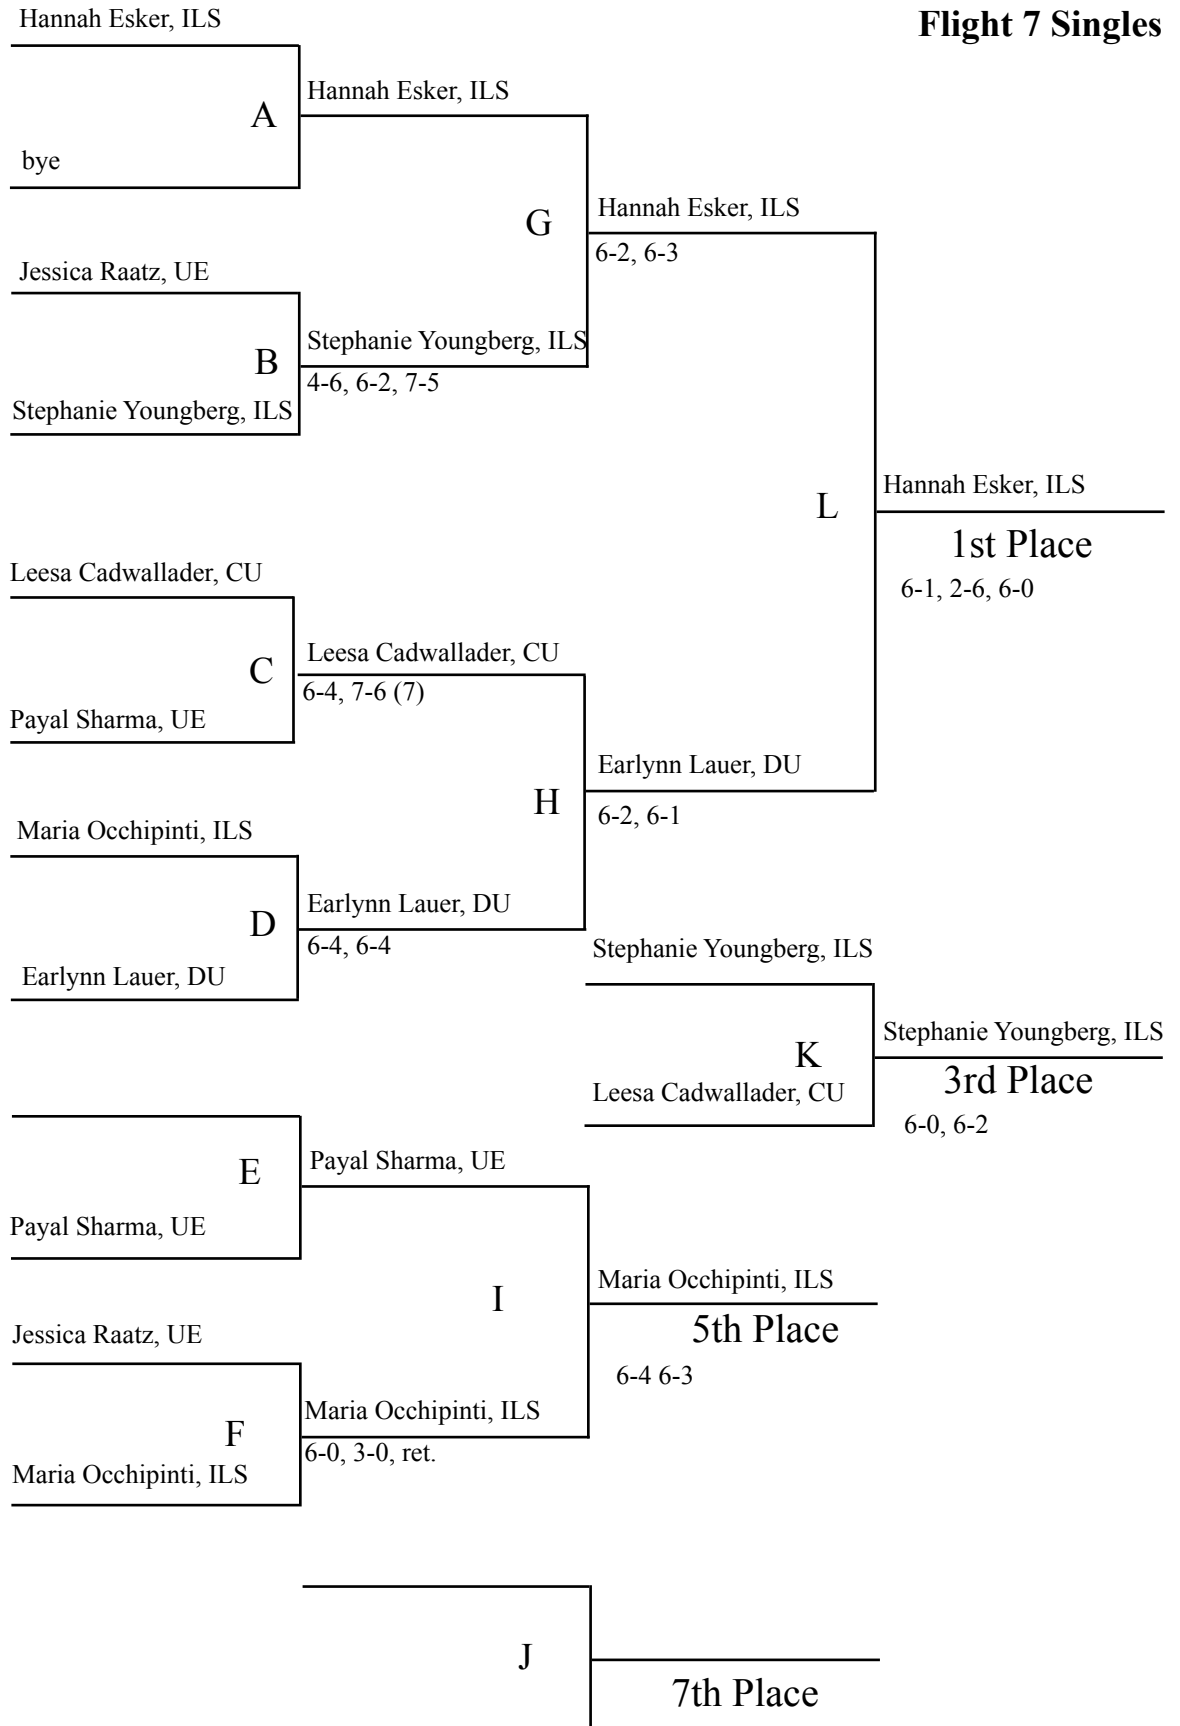 Flight 7 Singles
Hannah Esker, ILS
A
bye
Hannah Esker, ILS
Jessica Raatz, UE
B
Stephanie Youngberg, ILS
Stephanie Youngberg, ILS
4-6, 6-2, 7-5
G
Hannah Esker, ILS
6-2, 6-3
Leesa Cadwallader, CU
C
Payal Sharma, UE
Leesa Cadwallader, CU
6-4, 7-6 (7)
Maria Occhipinti, ILS
D
Earlynn Lauer, DU
Earlynn Lauer, DU
6-4, 6-4
H
Earlynn Lauer, DU
6-2, 6-1
L
Hannah Esker, ILS
1st Place
6-1, 2-6, 6-0
Stephanie Youngberg, ILS
K
Leesa Cadwallader, CU
Stephanie Youngberg, ILS
3rd Place
6-0, 6-2
E
Payal Sharma, UE
Payal Sharma, UE
Jessica Raatz, UE
F
Maria Occhipinti, ILS
Maria Occhipinti, ILS
6-0, 3-0, ret.
I
Maria Occhipinti, ILS
5th Place
6-4 6-3
J
7th Place